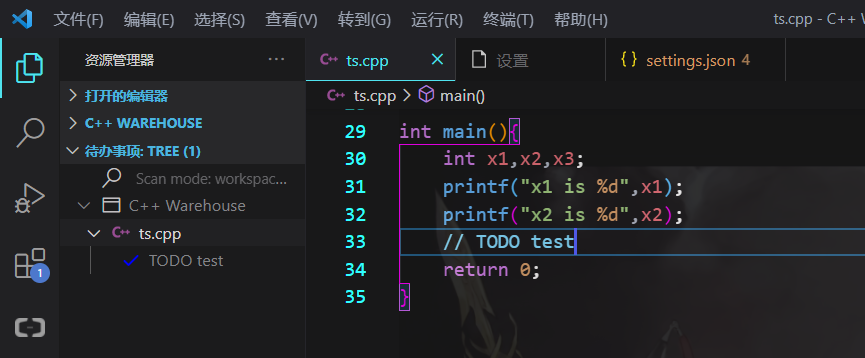 文件(F) 编辑(E) 选择(S) 查看(V) 转到(G) 运行(R) 终端(T) 帮助(H) ts.cpp - C++ W
资源管理器 ··· ts.cpp × 设置 {} settings.json 4
打开的编辑器
C++ WAREHOUSE
待办事项: TREE (1)
Scan mode: workspac...
C++ Warehouse
ts.cpp
TODO test
1
ts.cpp > main()
29 int main(){
30 int x1,x2,x3;
31 printf("x1 is %d",x1);
32 printf("x2 is %d",x2);
33 // TODO test
34 return 0;
35 }